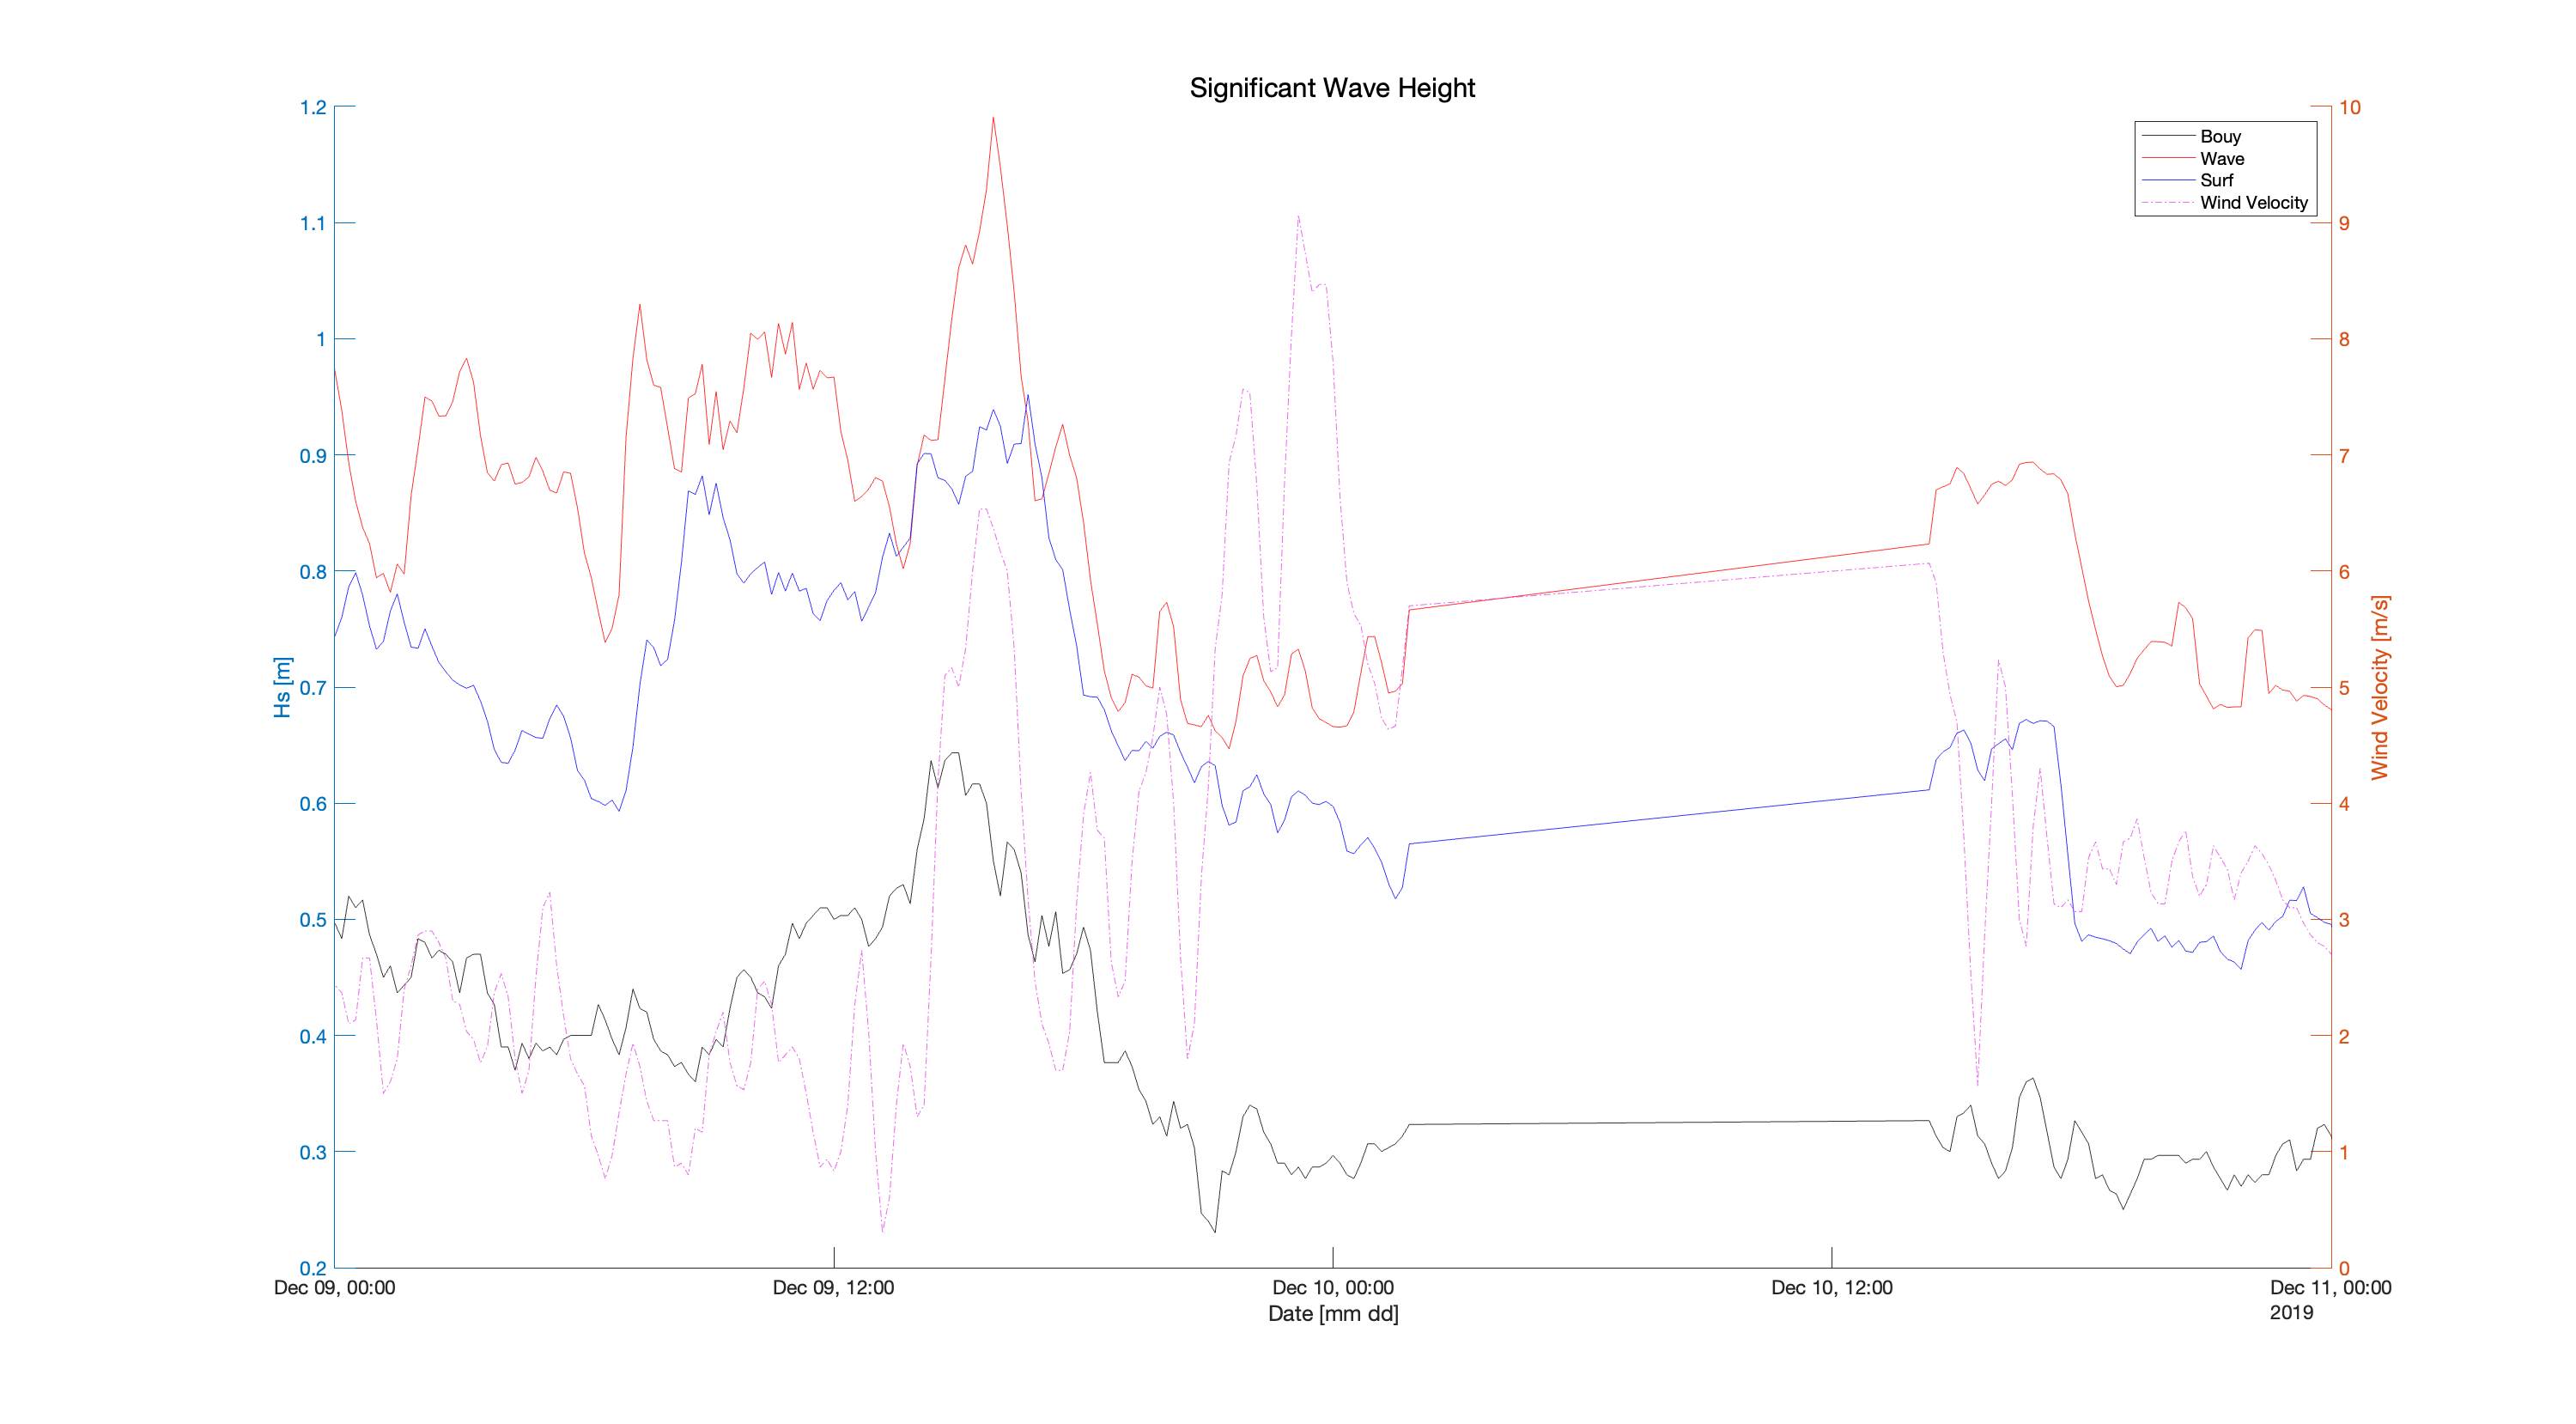 Significant Wave Height
1.2
1.1
1
0.9
0.8
0.7
0.6
0.5
0.4
0.3
0.2
Hs [m]
10
9
8
7
6
5
4
3
2
1
0
Wind Velocity [m/s]
Bouy
Wave
Surf
Wind Velocity
Dec 09, 00:00
Dec 09, 12:00
Dec 10, 00:00
Dec 10, 12:00
Dec 11, 00:00
2019
Date [mm dd]